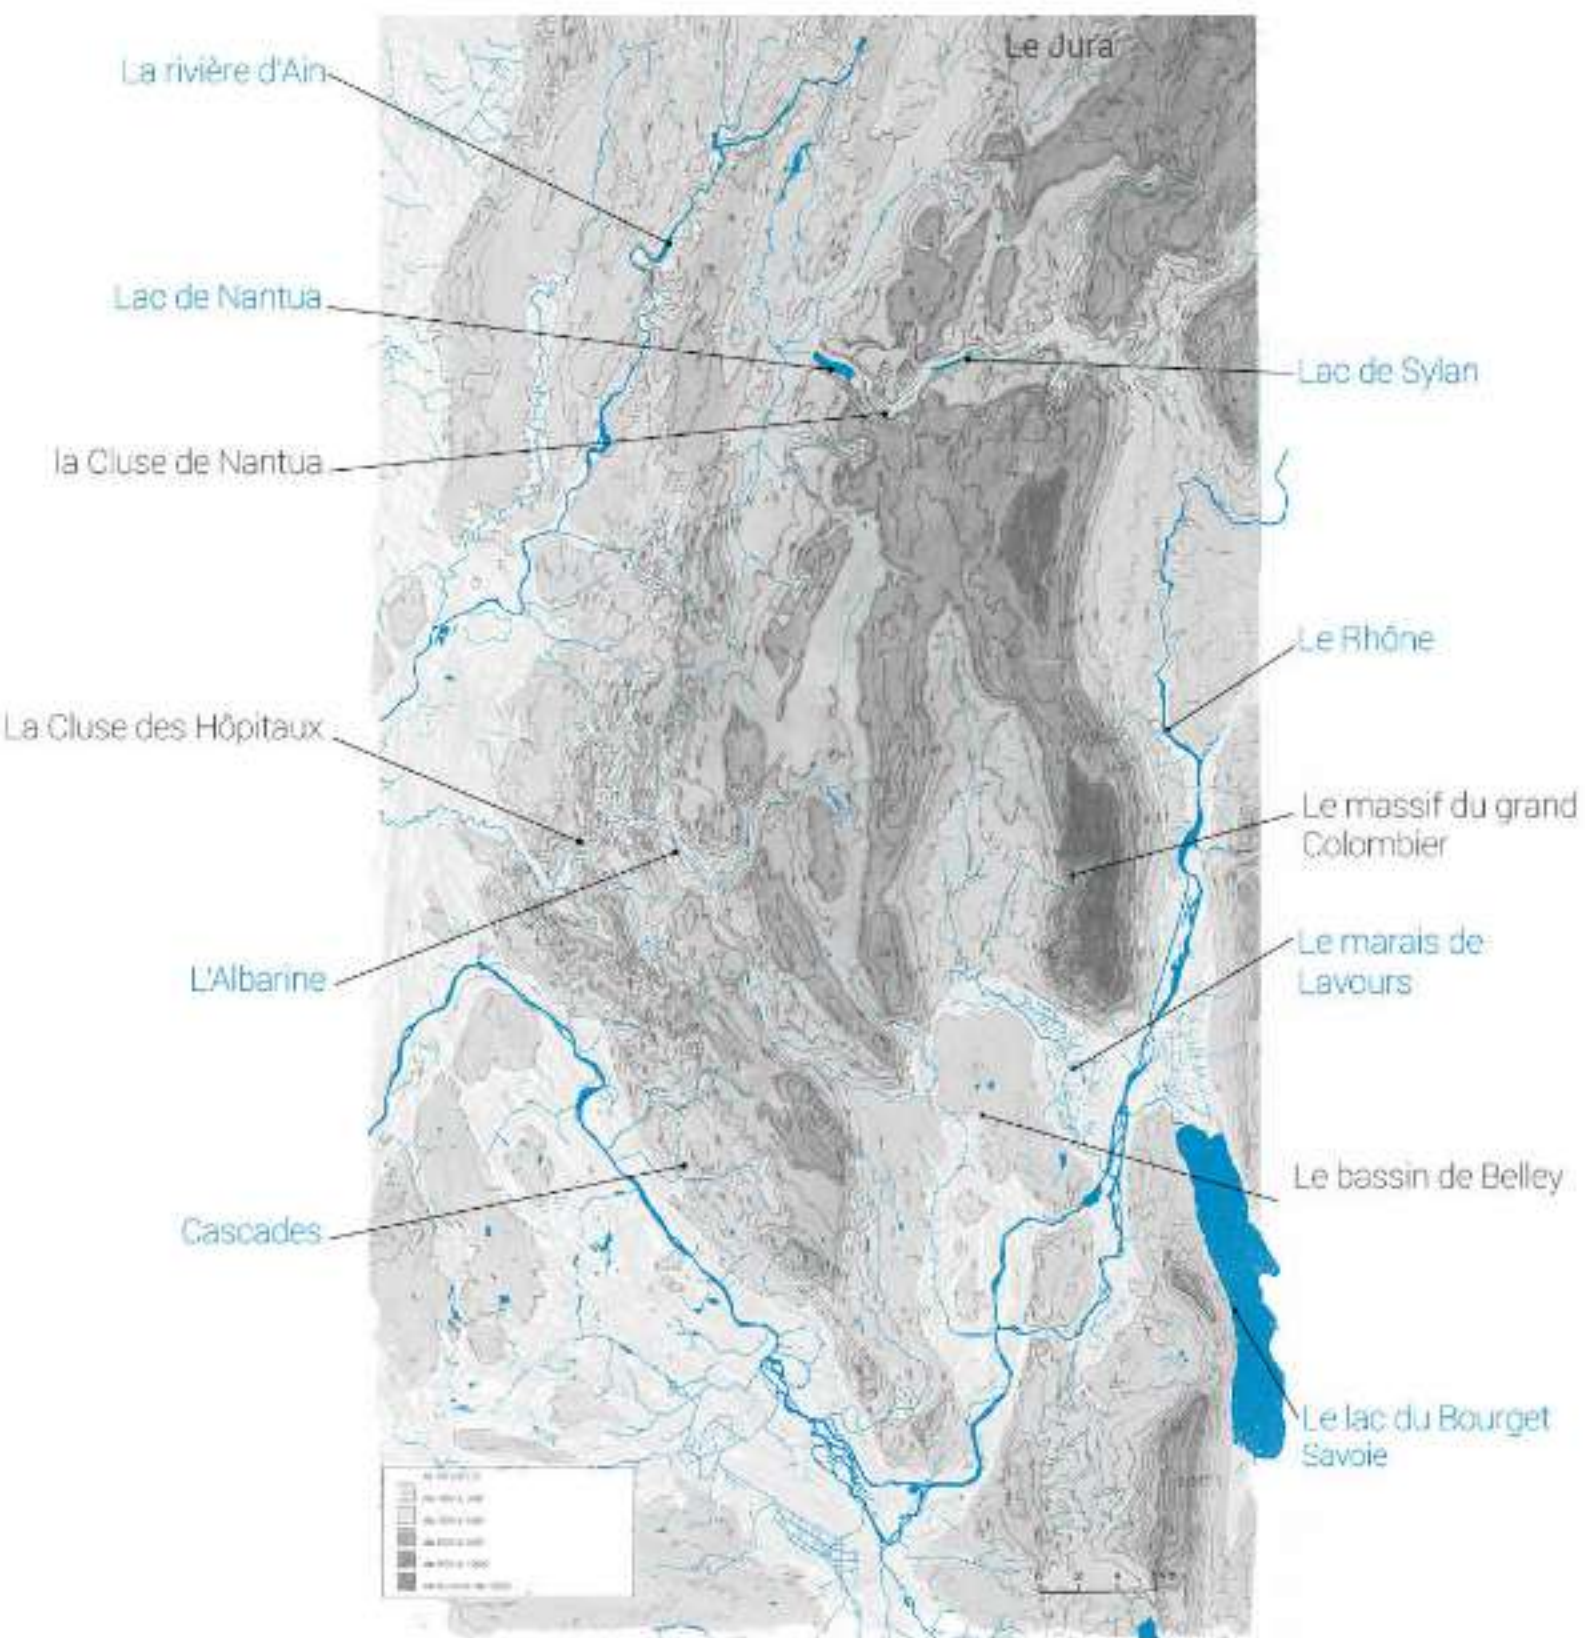 Le Jura
La rivière d'Ain
Lac de Nantua
Lac de Sylan
la Cluse de Nantua
Le Rhône
La Cluse des Hôpitaux
Le massif du grand
Colombier
L'Albarine
Le marais de
Lavours
Le bassin de Belley
Cascades
Le lac du Bourget
Savoie